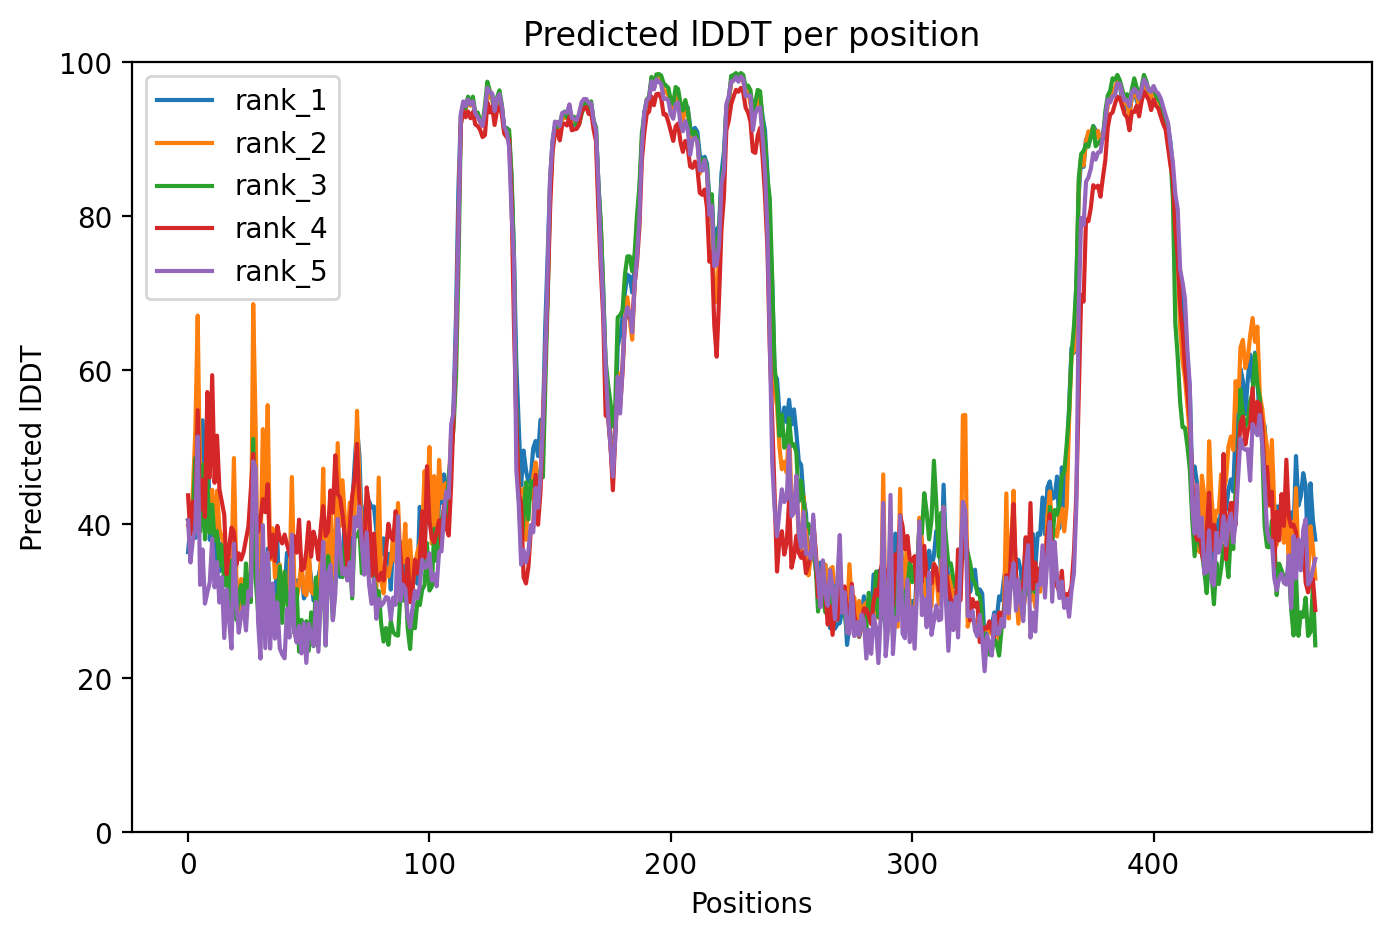 Predicted lDDT per position
100
80
60
40
20
0
Predicted lDDT
rank_1
rank_2
rank_3
rank_4
rank_5
0 100 200 300 400
Positions